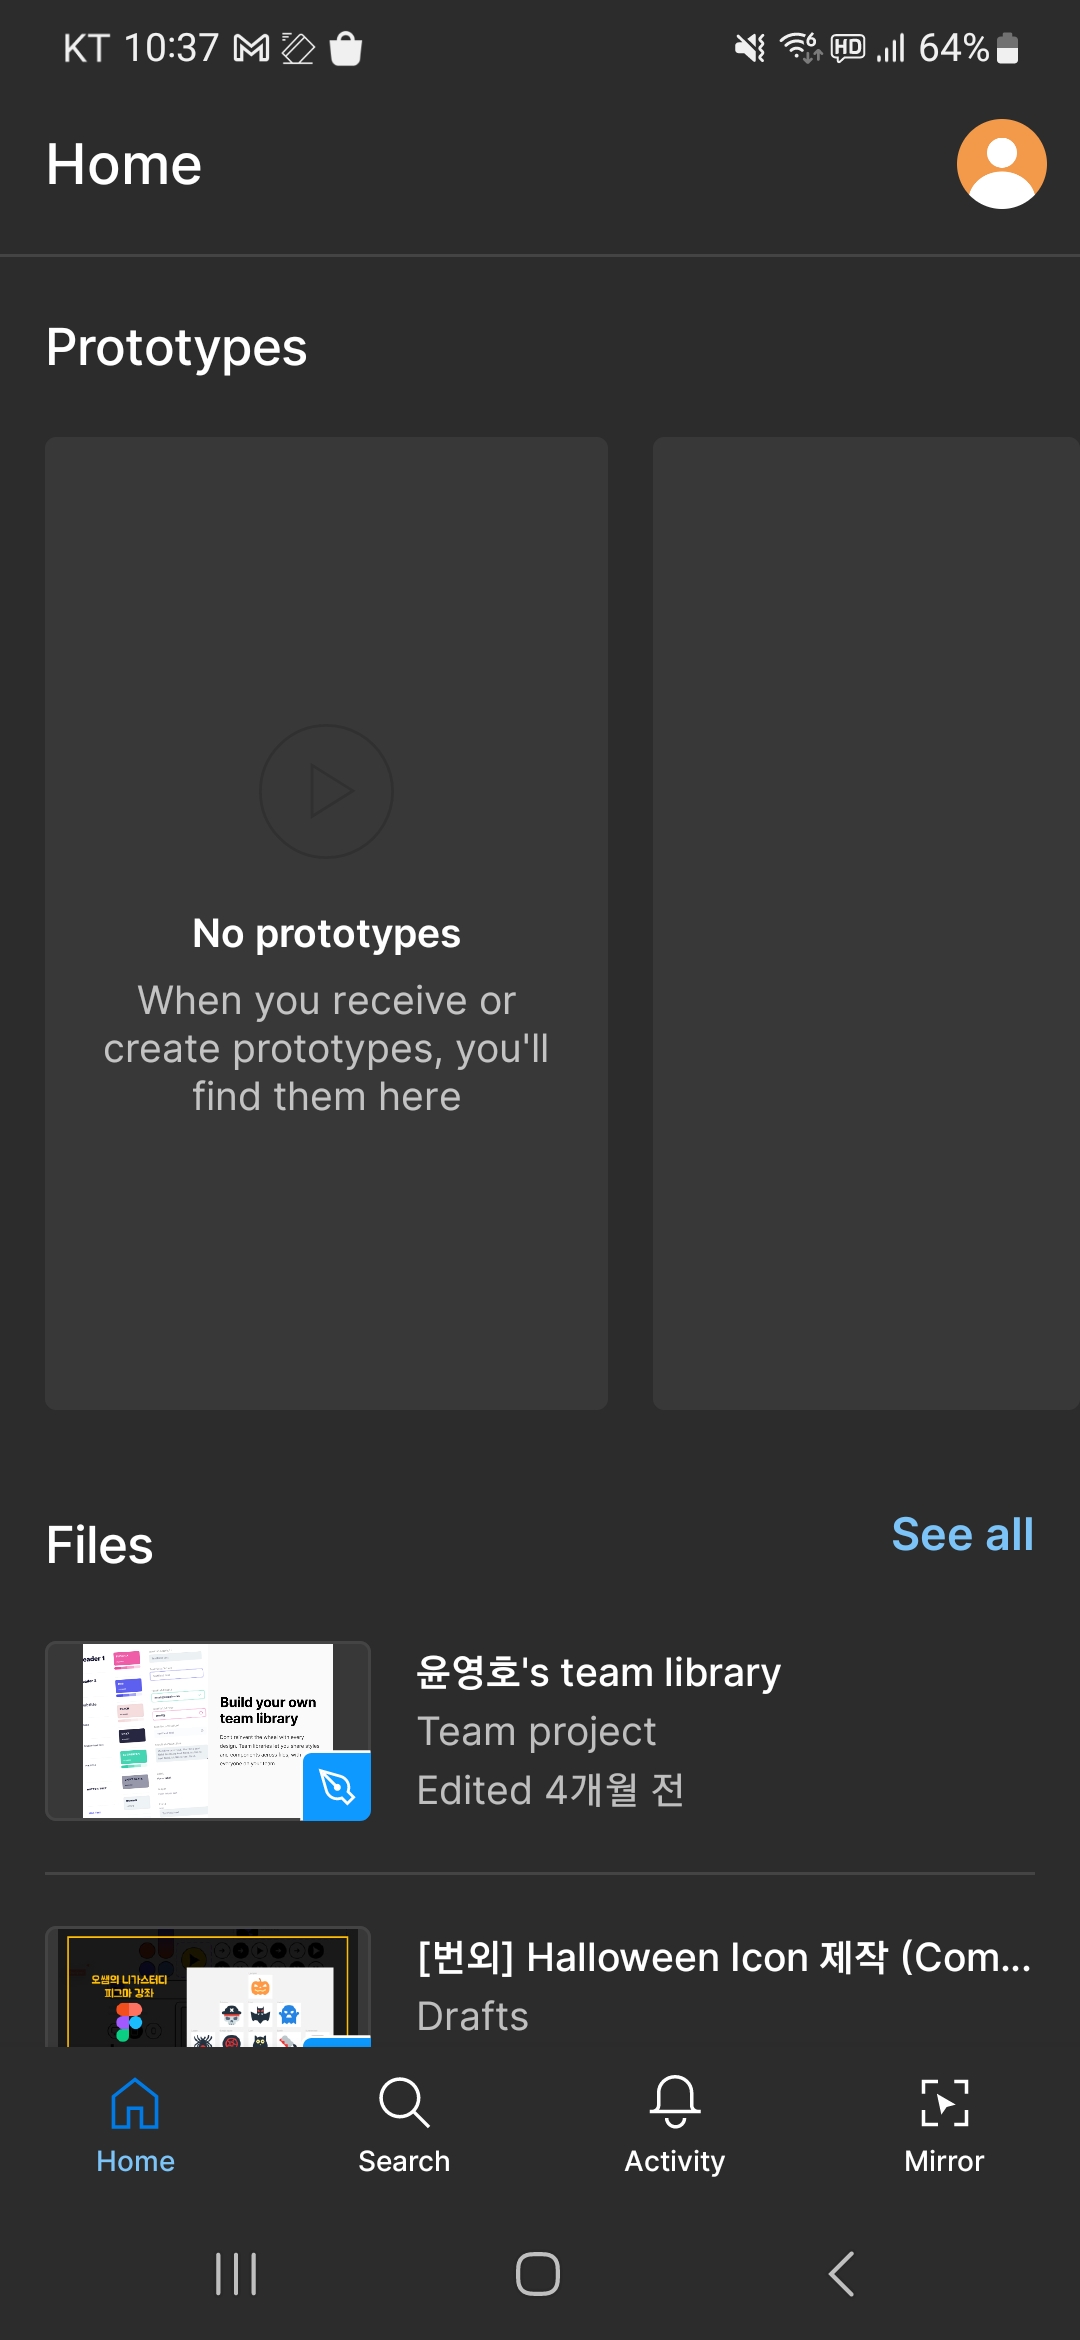 KT 10:37
HD
64%
Home
Prototypes
No prototypes
When you receive or
create prototypes, you'll
find them here
Files
See all
Build your own
team library
윤영호's team library
Team project
Edited 4개월 전
오쌤의 니가스터디
피그마 강좌
[번외] Halloween Icon 제작 (Com...
Drafts
Home
Search
Activity
Mirror